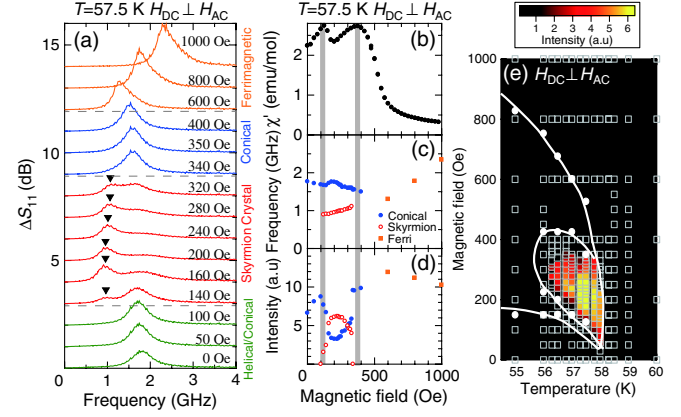 T=57.5 K H_DC ⊥ H_AC
(a)
15
10
5
0
ΔS₁₁ (dB)
1000 Oe
800 Oe
600 Oe
400 Oe
350 Oe
340 Oe
320 Oe
280 Oe
240 Oe
200 Oe
160 Oe
140 Oe
100 Oe
50 Oe
0 Oe
Ferrimagnetic
Conical
Skyrmion Crystal
Helical/Conical
0 1 2 3 4
Frequency (GHz)
T=57.5 K H_DC ⊥ H_AC
(b)
χ' (emu/mol)
2
1
0
(c)
Frequency (GHz)
2
1
0
Conical
Skyrmion
Ferri
(d)
Intensity (a.u)
10
5
0
0 500 1000
Magnetic field (Oe)
1 2 3 4 5 6
Intensity (a.u)
(e) H_DC ⊥ H_AC
1000
800
600
400
200
0
Magnetic field (Oe)
55 56 57 58 59 60
Temperature (K)